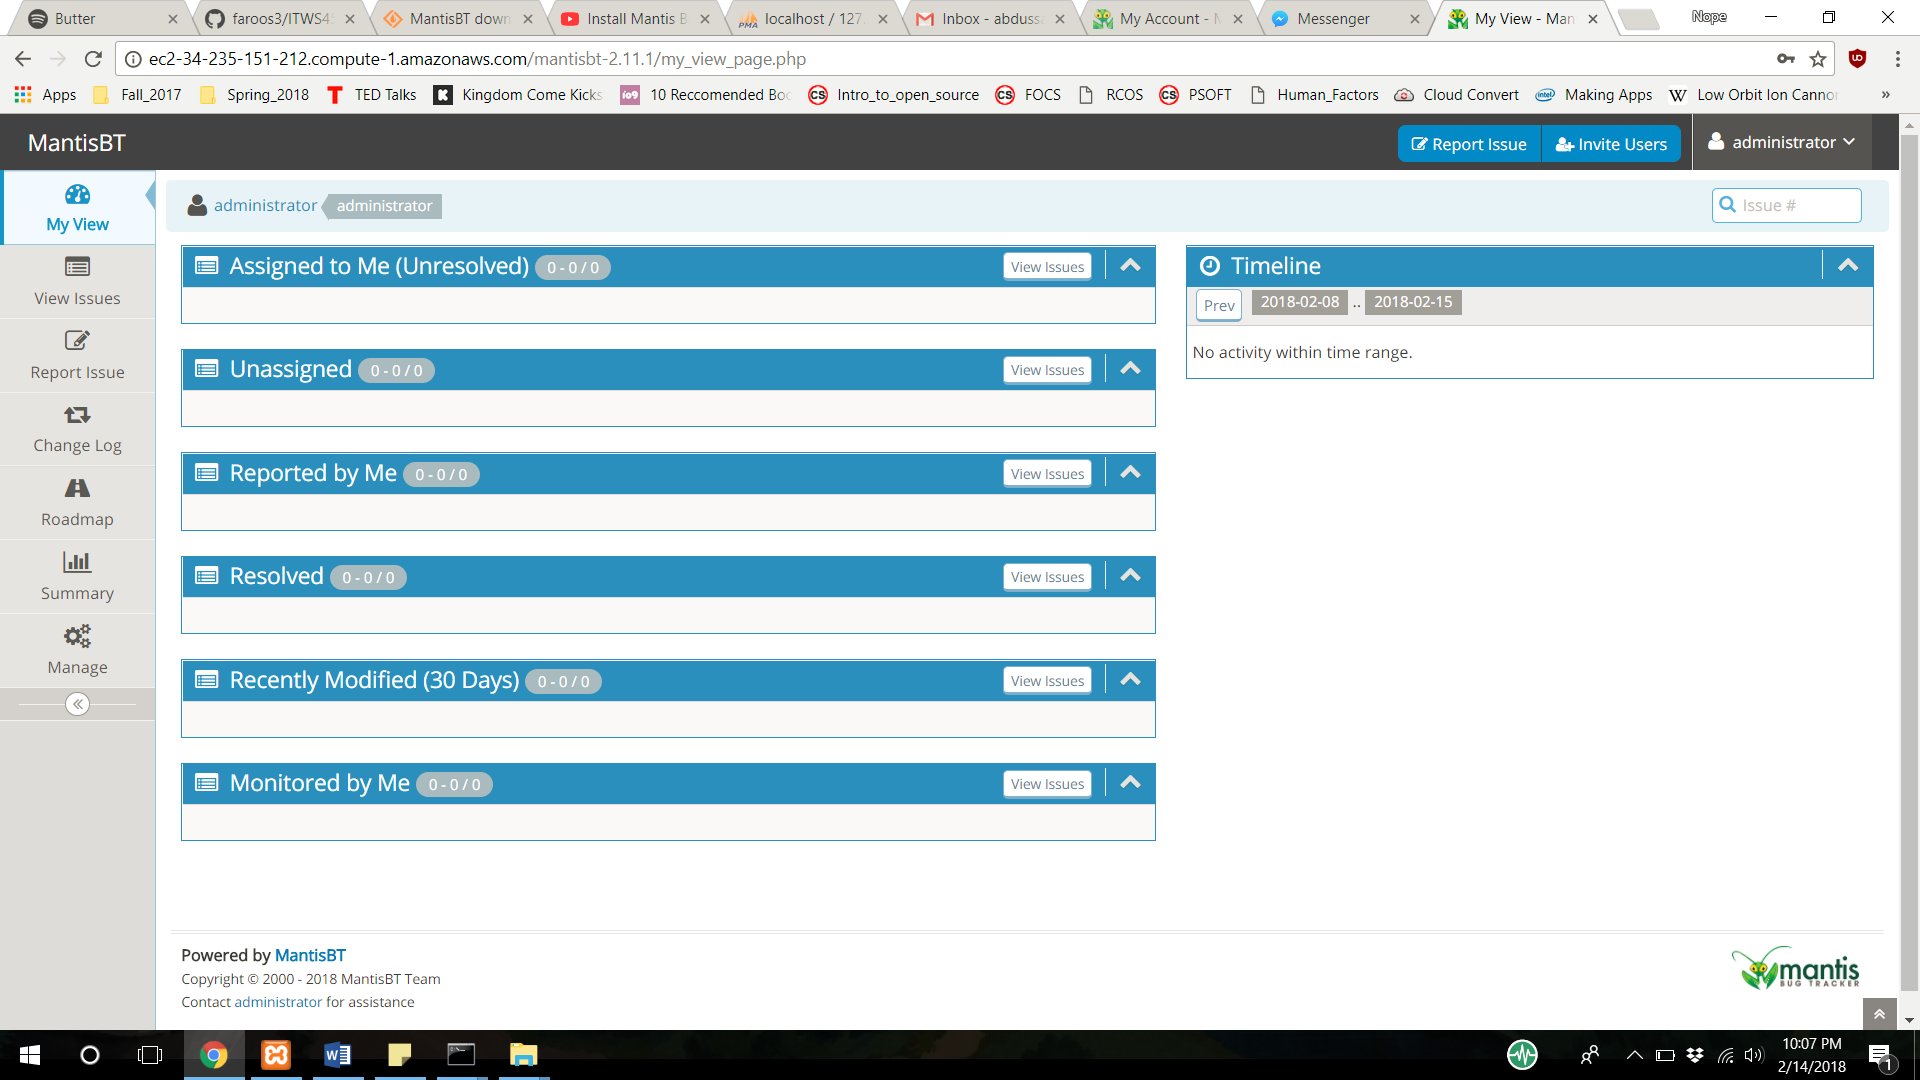 Butter
faroos3/ITWS4
MantisBT down
Install Mantis B
localhost / 127.
Inbox - abduss
My Account - M
Messenger
My View - Man
Nope
ec2-34-235-151-212.compute-1.amazonaws.com/mantisbt-2.11.1/my_view_page.php
Apps
Fall_2017
Spring_2018
TED Talks
Kingdom Come Kicks
10 Reccomended Boo
Intro_to_open_source
FOCS
RCOS
PSOFT
Human_Factors
Cloud Convert
Making Apps
Low Orbit Ion Canno
»
MantisBT
Report Issue
Invite Users
administrator
My View
View Issues
Report Issue
Change Log
Roadmap
Summary
Manage
administrator administrator
Issue #
Assigned to Me (Unresolved) 0 - 0 / 0 View Issues
Unassigned 0 - 0 / 0 View Issues
Reported by Me 0 - 0 / 0 View Issues
Resolved 0 - 0 / 0 View Issues
Recently Modified (30 Days) 0 - 0 / 0 View Issues
Monitored by Me 0 - 0 / 0 View Issues
Timeline
Prev 2018-02-08 .. 2018-02-15
No activity within time range.
Powered by MantisBT
Copyright © 2000 - 2018 MantisBT Team
Contact administrator for assistance
mantis
BUG TRACKER
10:07 PM
2/14/2018
1